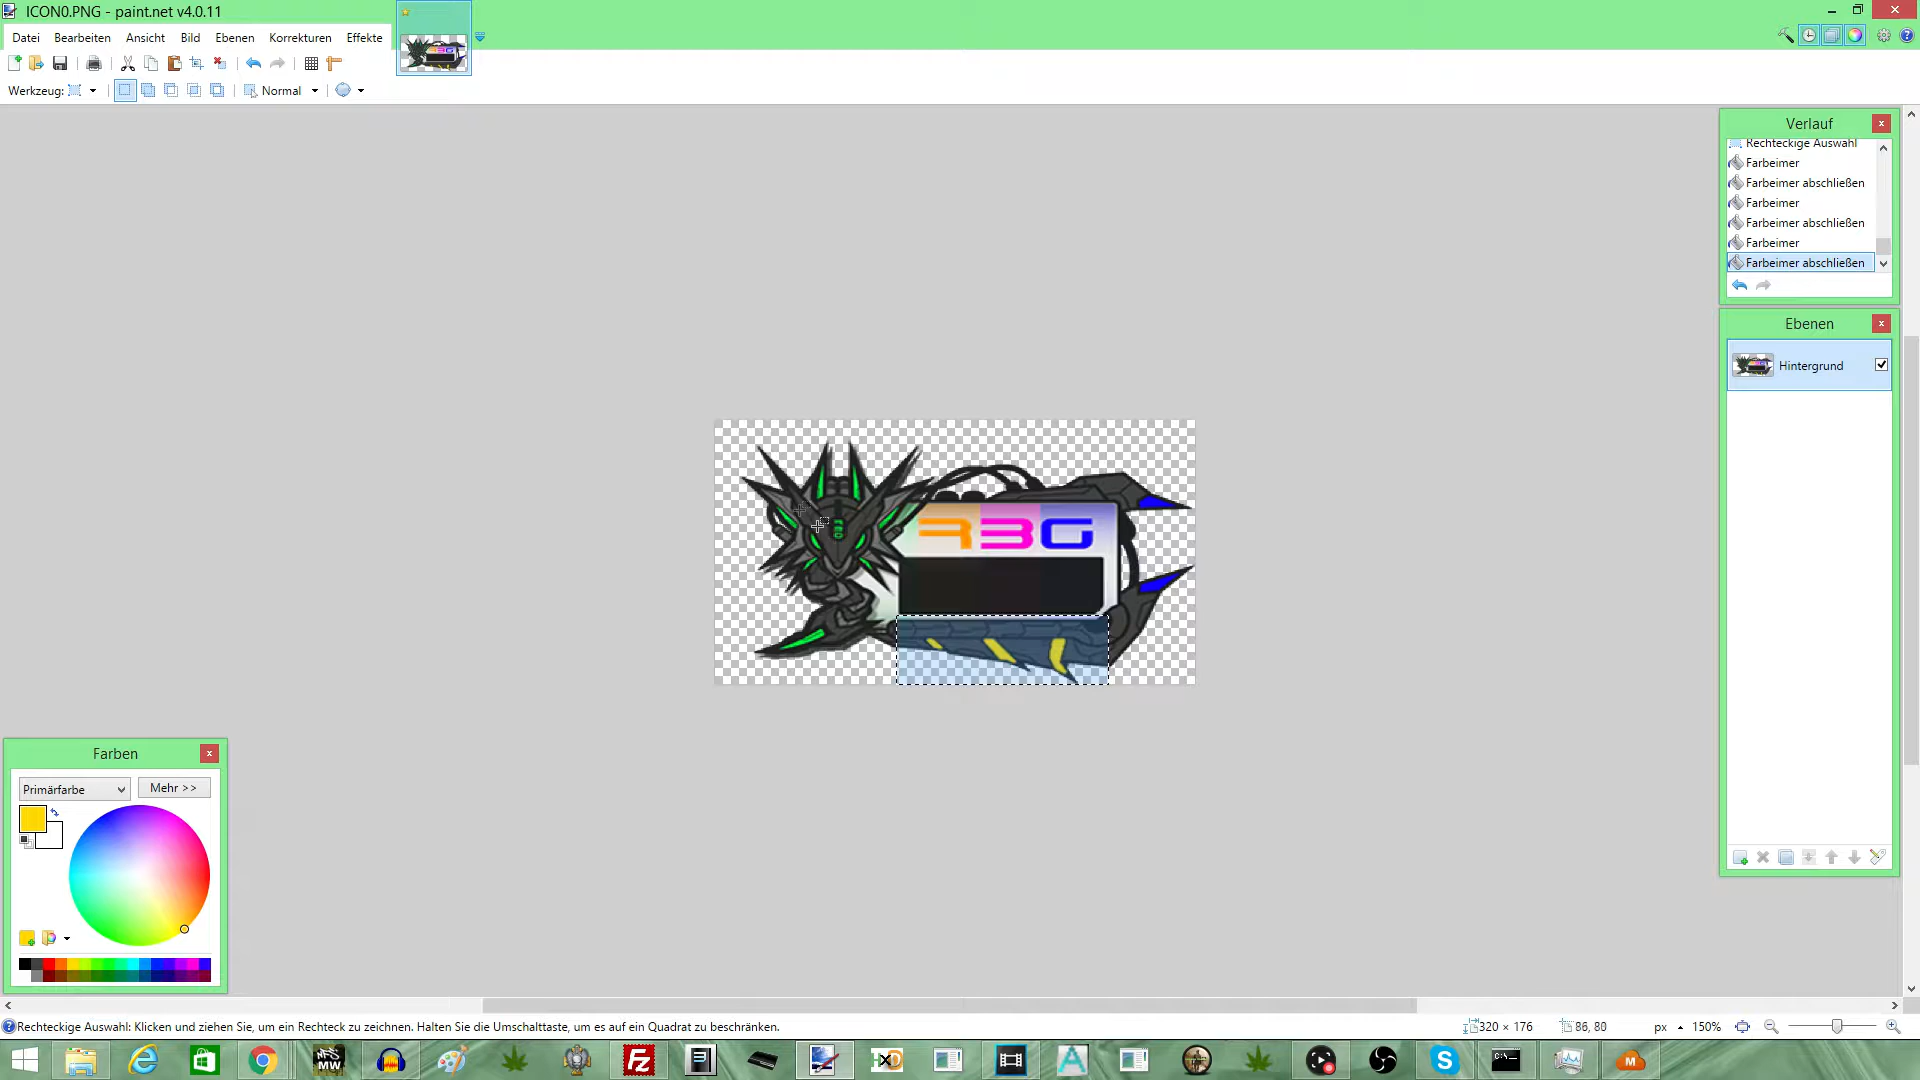 ICON0.PNG - paint.net v4.0.11
Datei Bearbeiten Ansicht Bild Ebenen Korrekturen Effekte
Werkzeug: Normal
Verlauf
Rechteckige Auswahl
Farbeimer
Farbeimer abschließen
Farbeimer
Farbeimer abschließen
Farbeimer
Farbeimer abschließen
Ebenen
Hintergrund
Farben
Primärfarbe Mehr >>
Rechteckige Auswahl: Klicken und ziehen Sie, um ein Rechteck zu zeichnen. Halten Sie die Umschalttaste, um es auf ein Quadrat zu beschränken.
320 × 176 86, 80 px 150%